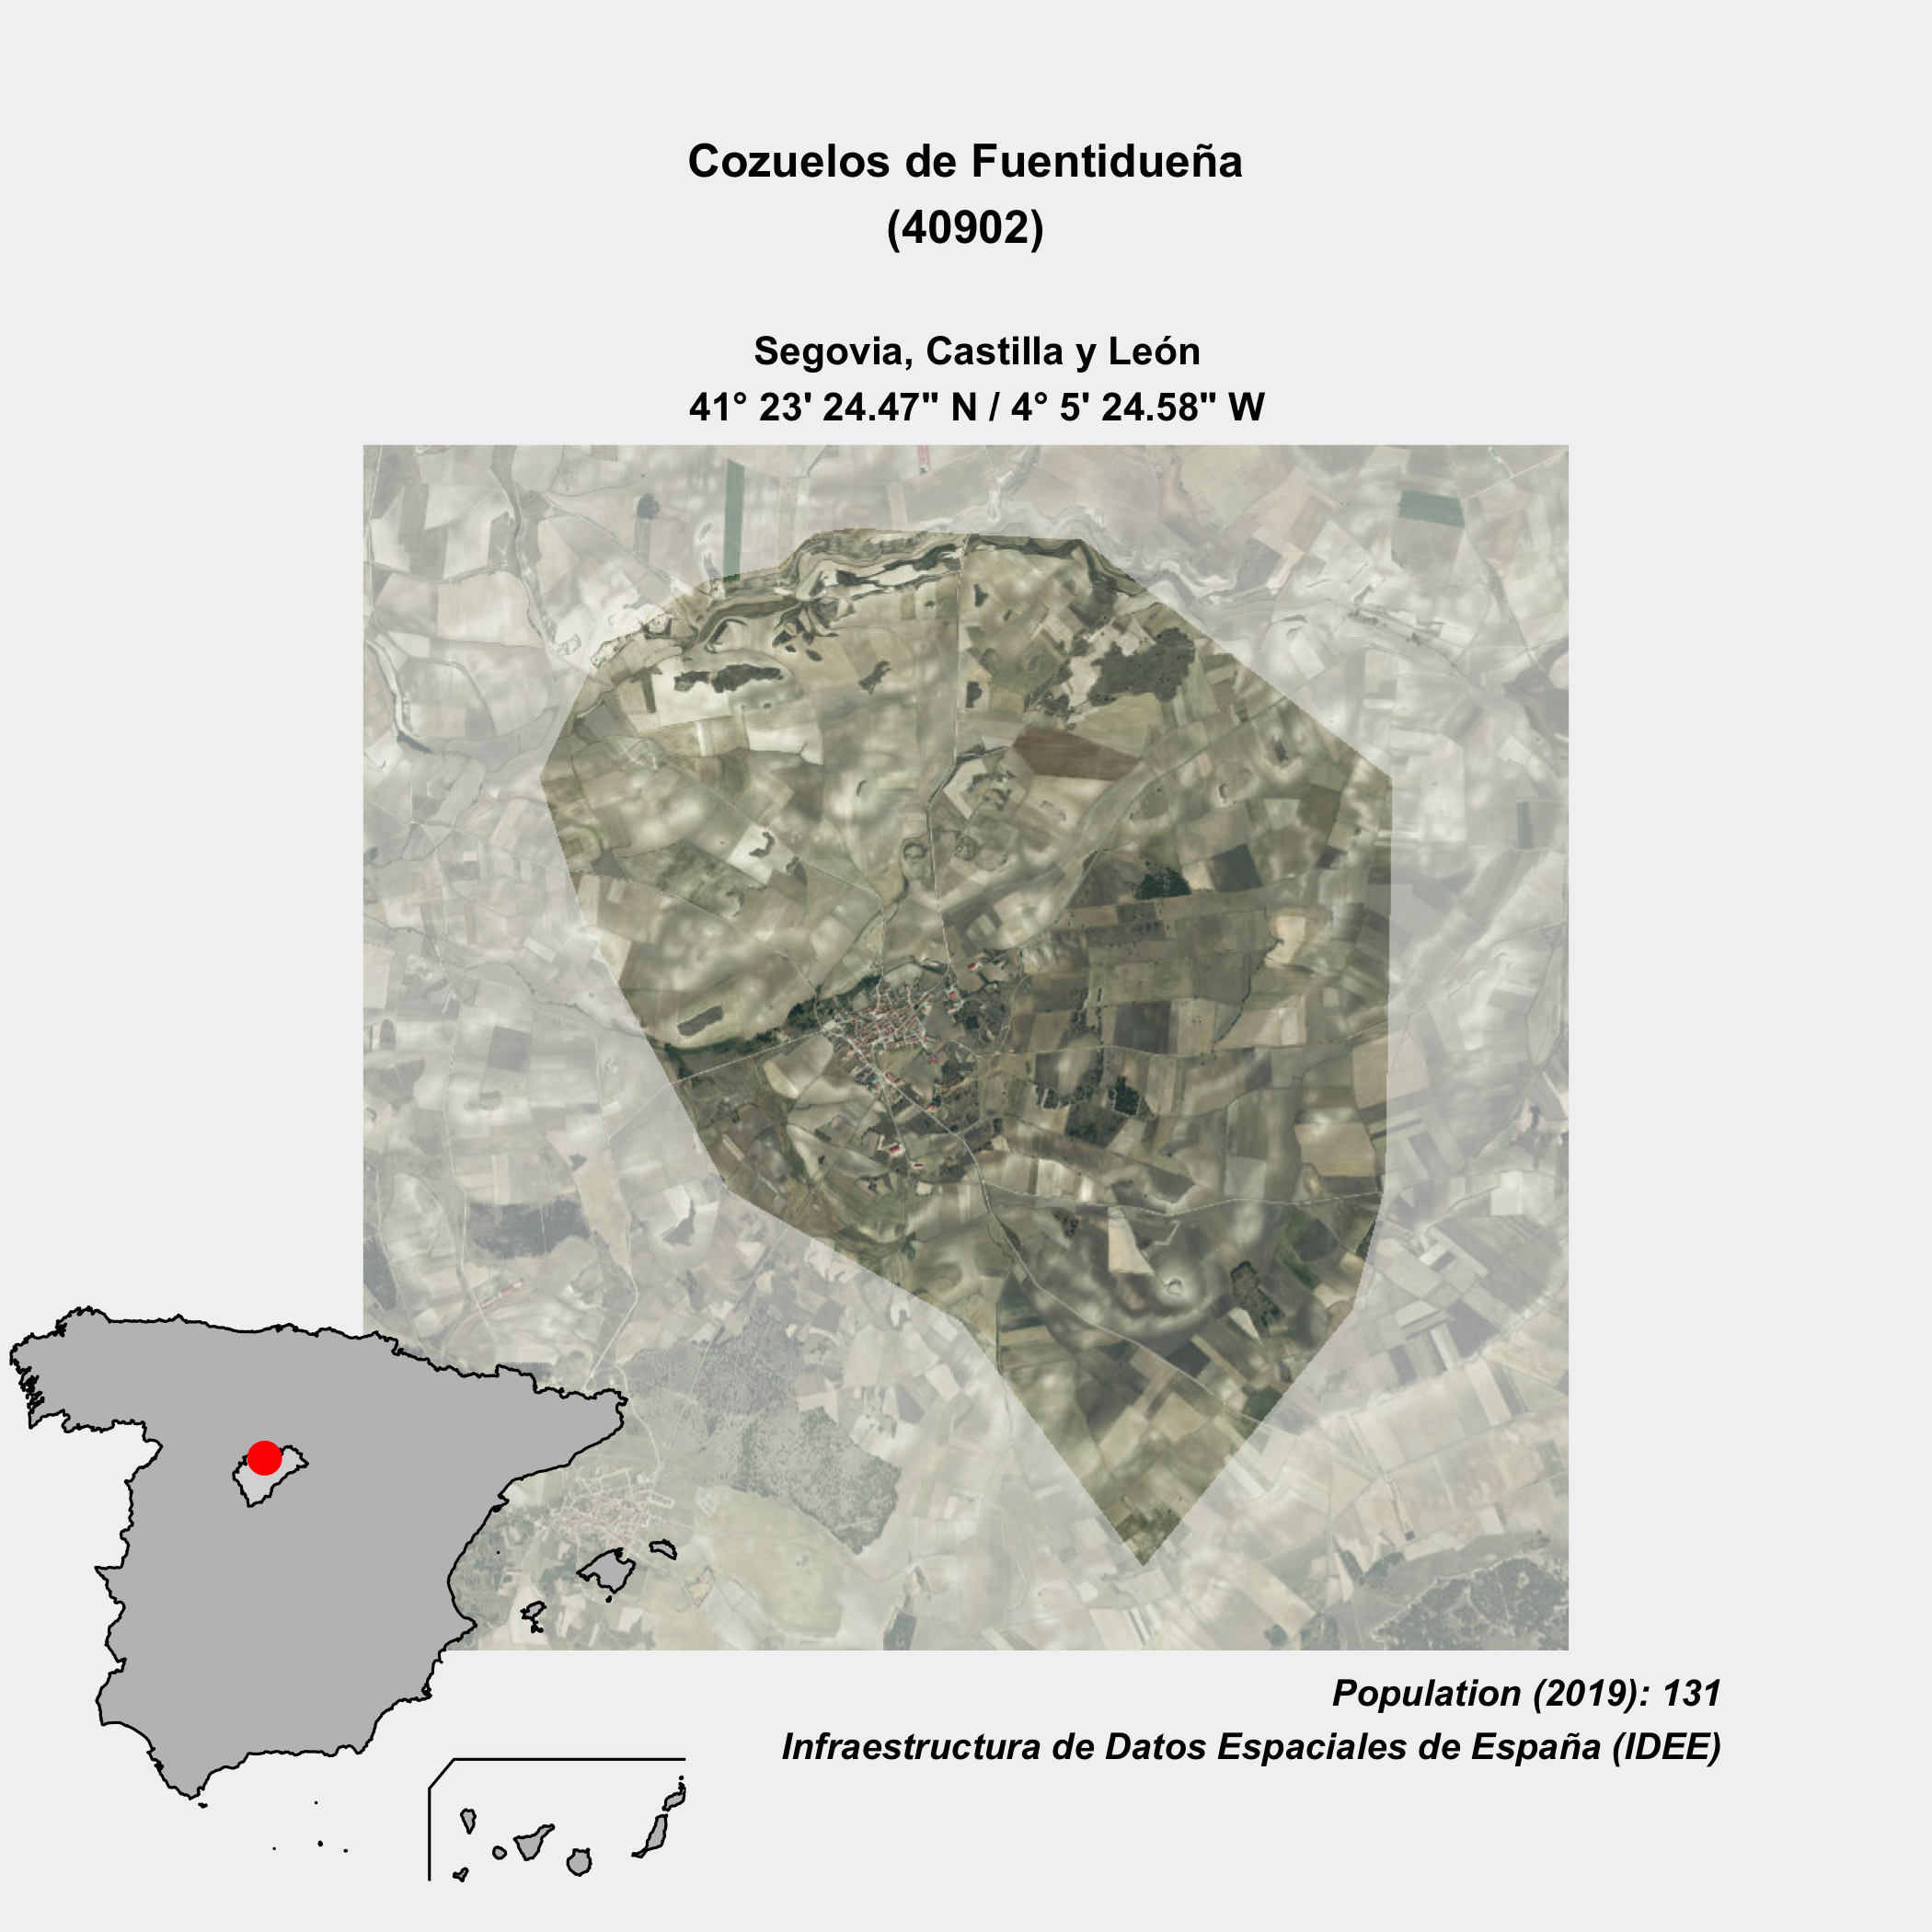 Cozuelos de Fuentidueña
(40902)
Segovia, Castilla y León
41° 23' 24.47" N / 4° 5' 24.58" W
Population (2019): 131
Infraestructura de Datos Espaciales de España (IDEE)